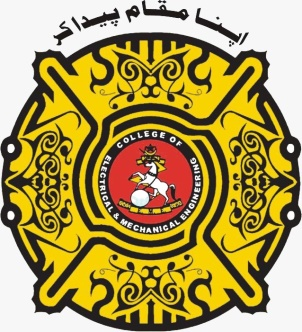 اپنا مقام پیدا کر
COLLEGE OF
ELECTRICAL & MECHANICAL ENGINEERING